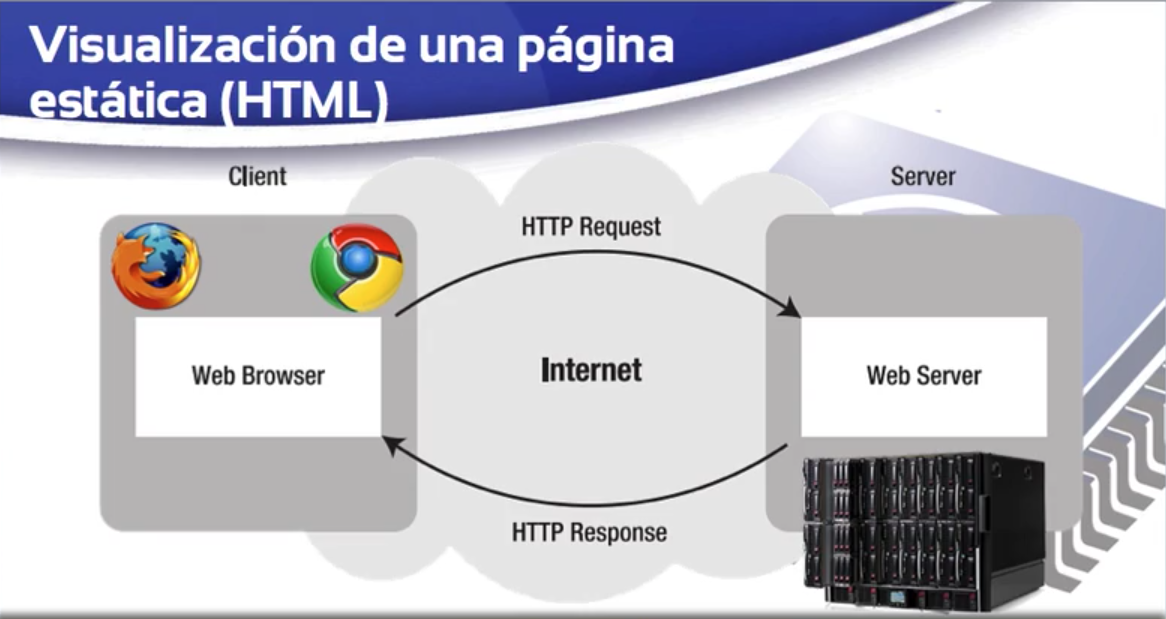 Visualización de una página
estática (HTML)
Client
Server
HTTP Request
Web Browser
Internet
Web Server
HTTP Response